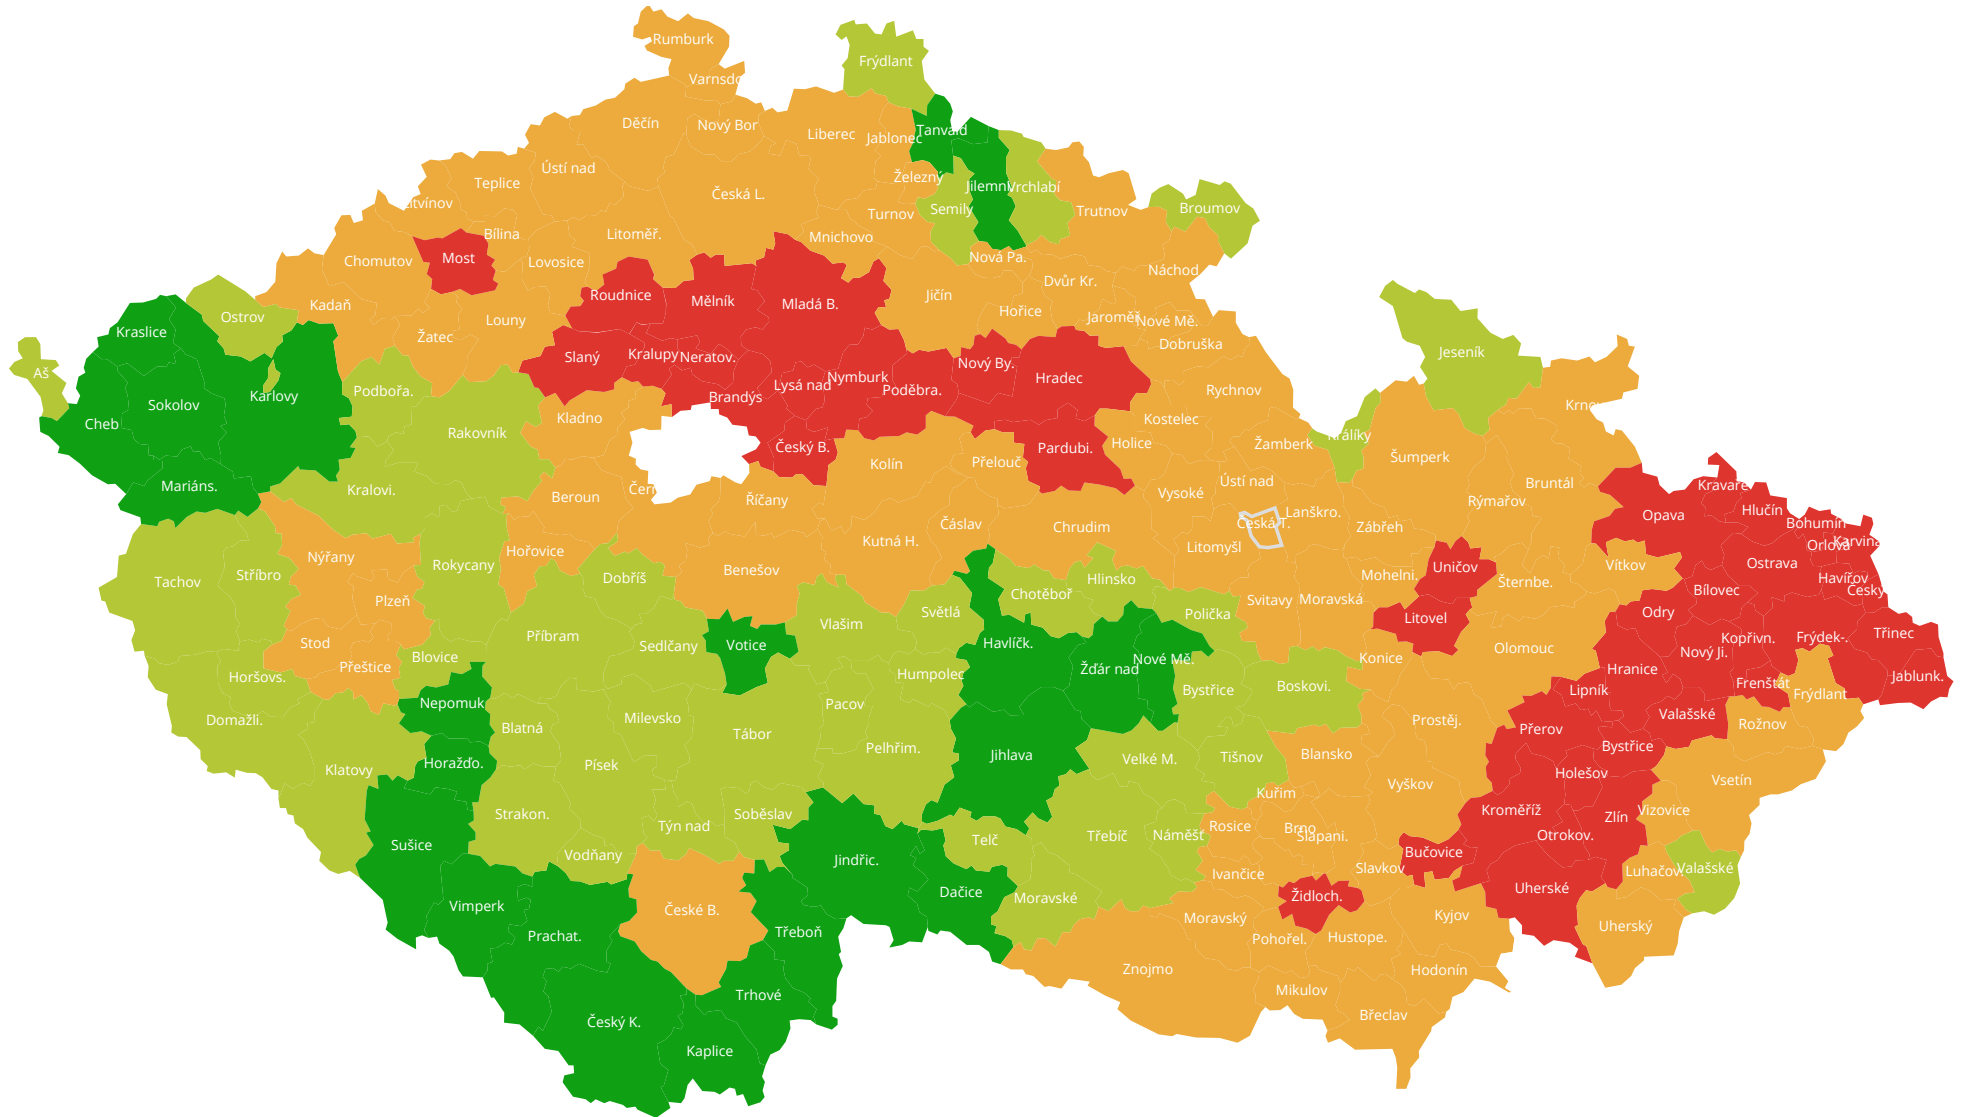 Rumburk
Frýdlant
Varnsdo
Děčín
Nový Bor
Liberec
Jablonec
Tanvald
Ústí nad
Teplice
Železný
Jilemni
Vrchlabí
Česká L.
Litvínov
Semily
Turnov
Trutnov
Broumov
Bílina
Litoměř.
Mnichovo
Most
Chomutov
Lovosice
Nová Pa.
Náchod
Dvůr Kr.
Roudnice
Mělník
Mladá B.
Jičín
Kadaň
Hořice
Ostrov
Louny
Jaroměř
Nové Mě.
Kraslice
Žatec
Dobruška
Slaný
Kralupy
Neratov.
Jeseník
Nový By.
Aš
Nymburk
Hradec
Lysá nad
Poděbra.
Rychnov
Podbořa.
Karlovy
Brandýs
Sokolov
Krnov
Kladno
Kostelec
Cheb
Rakovník
Králíky
Český B.
Pardubi.
Holice
Žamberk
Kolín
Přelouč
Šumperk
Mariáns.
Kralovi.
Beroun
Čern
Říčany
Vysoké
Ústí nad
Bruntál
Kravaře
Rýmařov
Hlučín
Lanškro.
Opava
Čáslav
Chrudim
Česká T.
Zábřeh
Bohumín
Kutná H.
Litomyšl
Orlová
Karviná
Hořovice
Nýřany
Rokycany
Vítkov
Ostrava
Benešov
Stříbro
Dobříš
Hlinsko
Mohelni.
Uničov
Havířov
Tachov
Šternbe.
Chotěboř
Bílovec
Český
Plzeň
Svitavy
Moravská
Světlá
Polička
Odry
Litovel
Vlašim
Příbram
Třinec
Kopřivn.
Frýdek-.
Stod
Votice
Sedlčany
Havlíčk.
Olomouc
Nový Ji.
Blovice
Konice
Nové Mě.
Přeštice
Žďár nad
Hranice
Humpolec
Horšovs.
Jablunk.
Frenštát
Boskovi.
Bystřice
Lipník
Frýdlant
Nepomuk
Pacov
Valašské
Milevsko
Domažli.
Prostěj.
Rožnov
Blatná
Přerov
Tábor
Pelhřim.
Bystřice
Jihlava
Blansko
Tišnov
Velké M.
Horažďo.
Písek
Klatovy
Holešov
Vsetín
Vyškov
Kuřim
Kroměříž
Vizovice
Strakon.
Soběslav
Zlín
Týn nad
Rosice
Brno
Třebíč
Náměšť
Šlapani.
Otrokov.
Telč
Sušice
Bučovice
Vodňany
Jindřic.
Slavkov
Valašské
Luhačov.
Ivančice
Uherské
Dačice
Židloch.
Moravské
Vimperk
České B.
Kyjov
Moravský
Uherský
Třeboň
Prachat.
Hustope.
Pohořel.
Znojmo
Hodonín
Mikulov
Trhové
Břeclav
Český K.
Kaplice